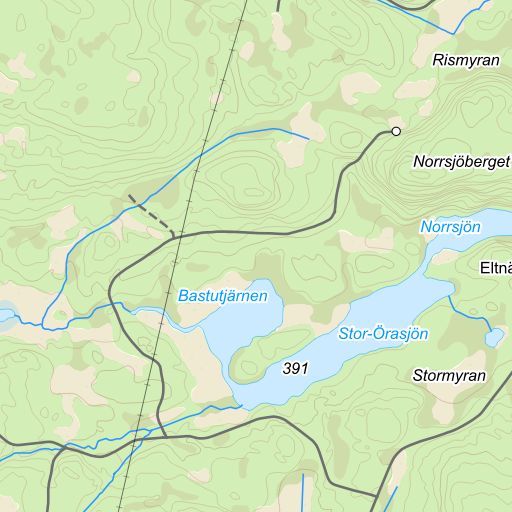 Rismyran
Norrsjöberget
Norrsjön
Eltnä
Bastutjärnen
Stor-Örasjön
391
Stormyran